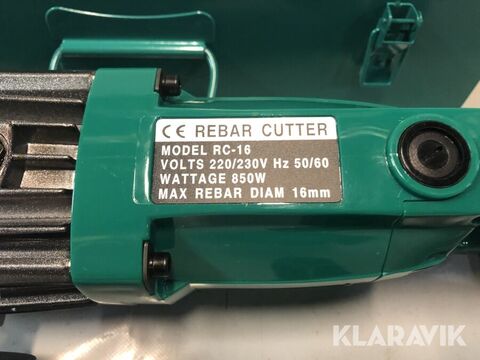 CE REBAR CUTTER
MODEL RC-16
VOLTS 220/230V Hz 50/60
WATTAGE 850W
MAX REBAR DIAM 16mm
KLARAVIK